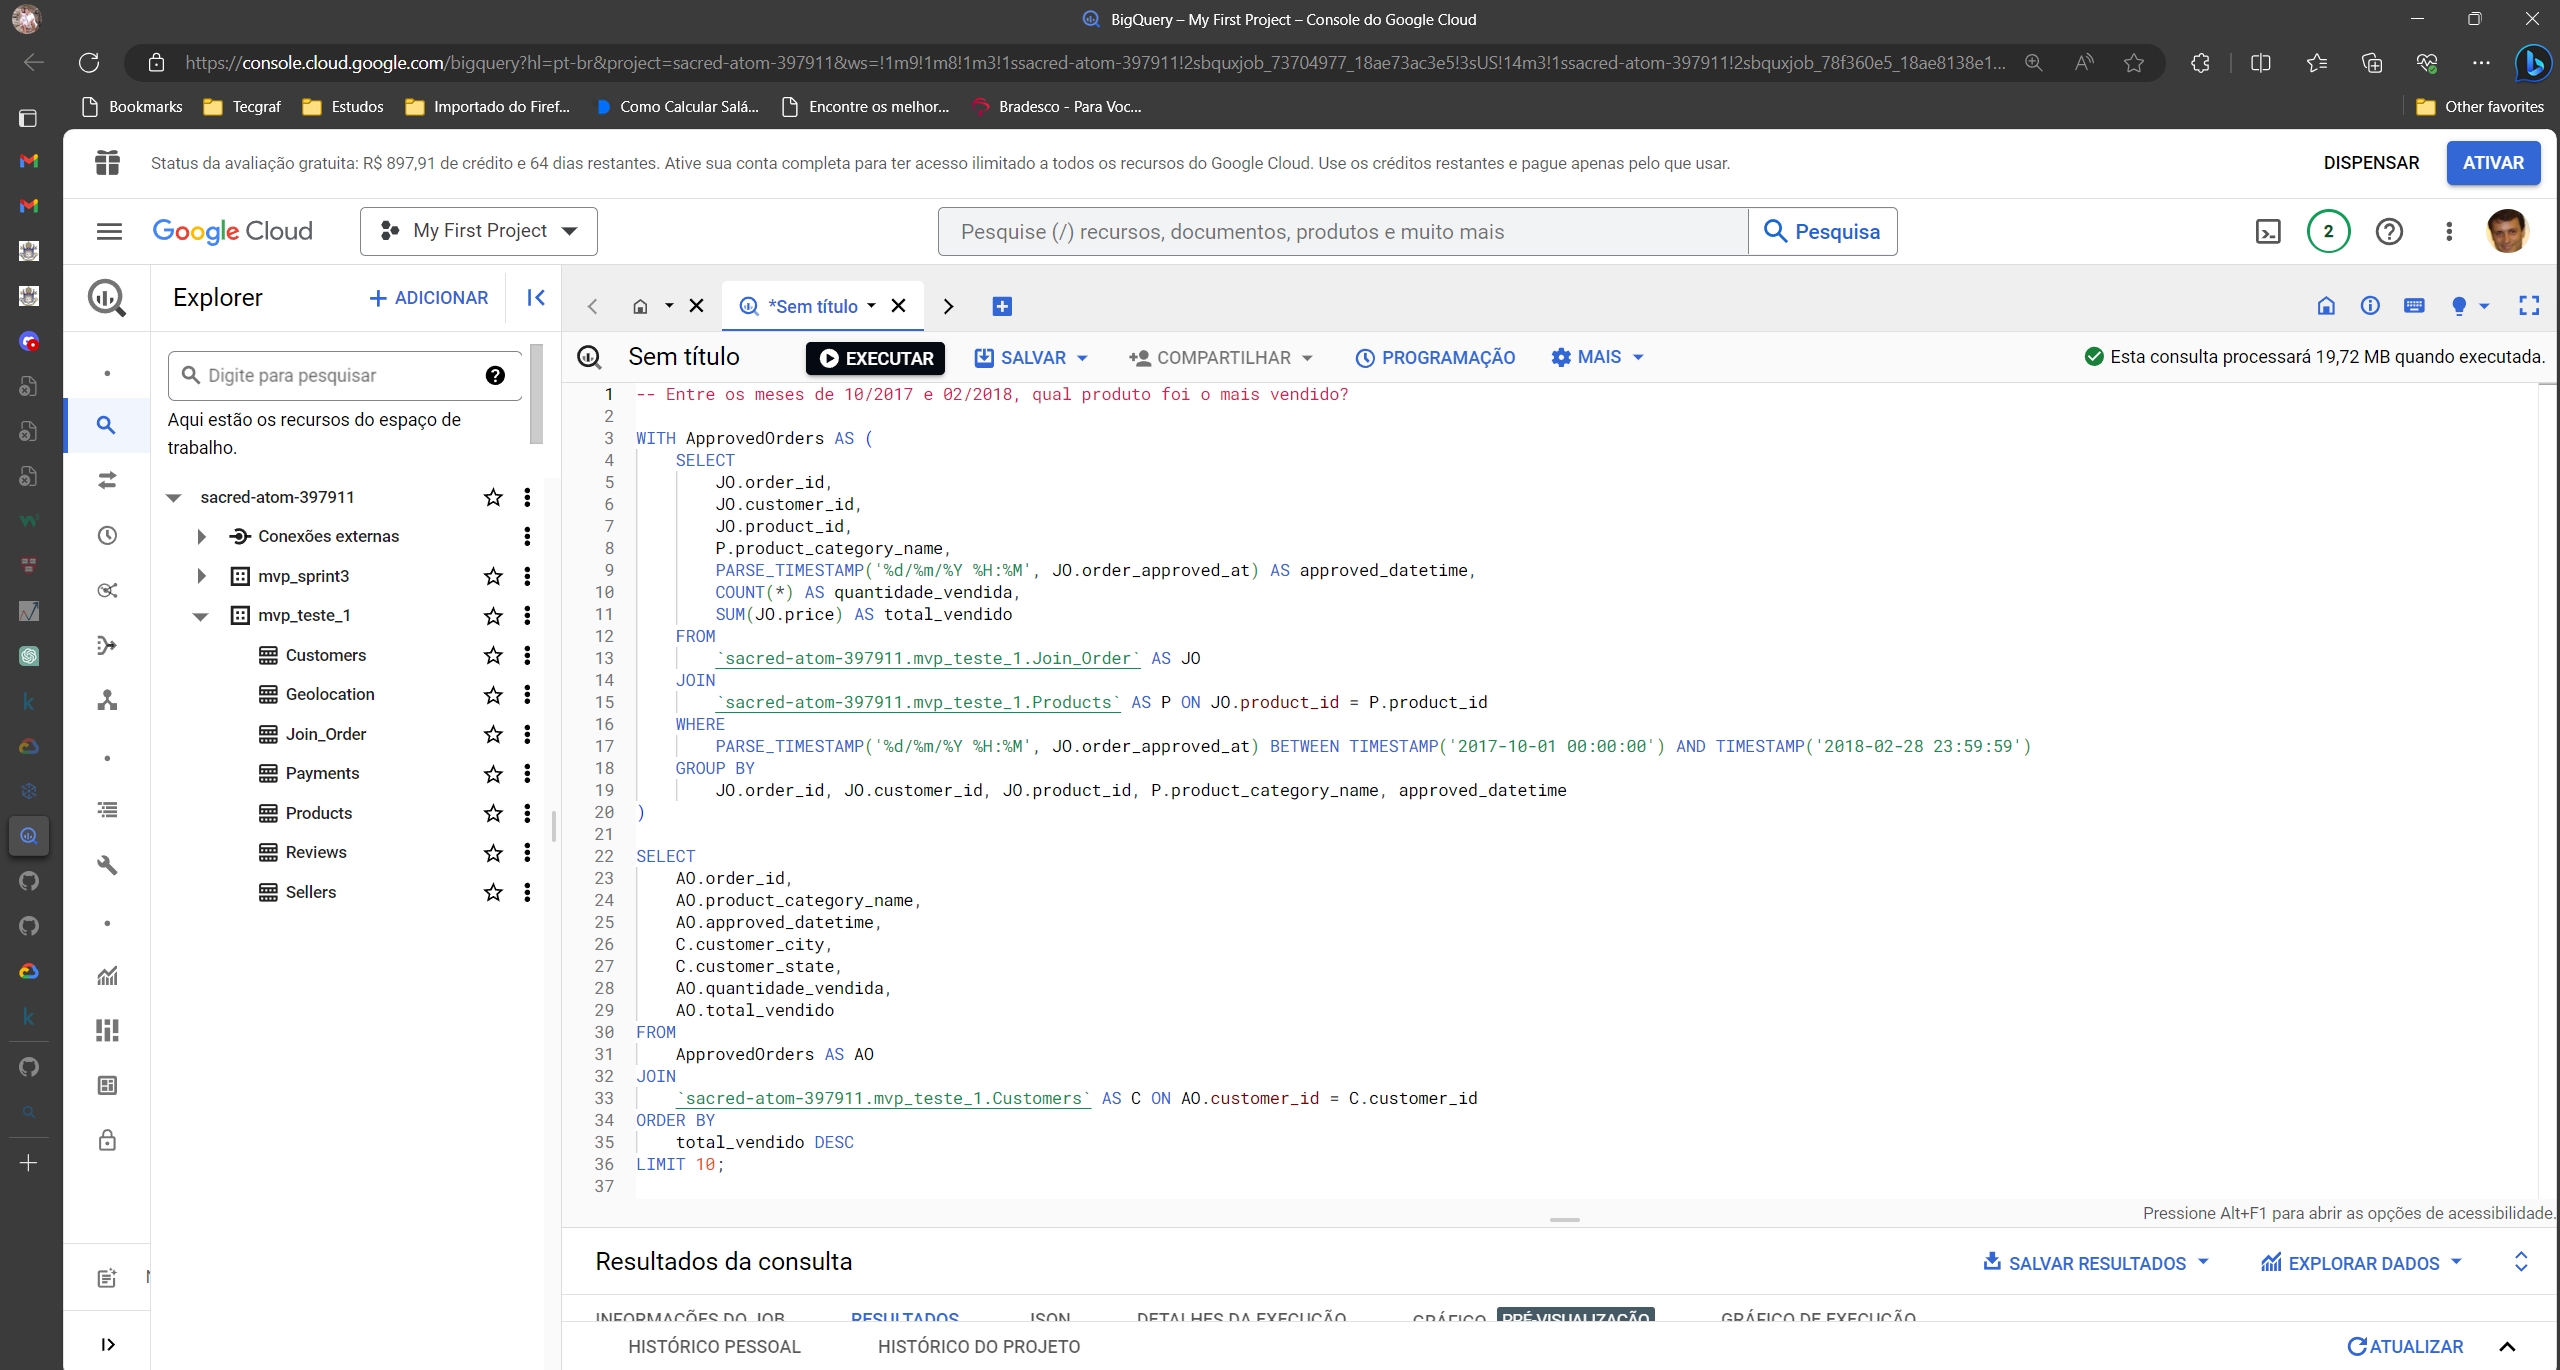 BigQuery – My First Project – Console do Google Cloud
https://console.cloud.google.com/bigquery?hl=pt-br&project=sacred-atom-397911&ws=!1m9!1m8!1m3!1ssacred-atom-397911!2sbquxjob_73704977_18ae73ac3e5!3sUS!14m3!1ssacred-atom-397911!2sbquxjob_78f360e5_18ae8138e1...
Bookmarks Tecgraf Estudos Importado do Firef... Como Calcular Salá... Encontre os melhor... Bradesco - Para Voc... Other favorites
Status da avaliação gratuita: R$ 897,91 de crédito e 64 dias restantes. Ative sua conta completa para ter acesso ilimitado a todos os recursos do Google Cloud. Use os créditos restantes e pague apenas pelo que usar. DISPENSAR ATIVAR
Google Cloud My First Project Pesquise (/) recursos, documentos, produtos e muito mais Pesquisa 2
Explorer + ADICIONAR
*Sem título
Digite para pesquisar
Aqui estão os recursos do espaço de
trabalho.
sacred-atom-397911
Conexões externas
mvp_sprint3
mvp_teste_1
Customers
Geolocation
Join_Order
Payments
Products
Reviews
Sellers
Sem título EXECUTAR SALVAR COMPARTILHAR PROGRAMAÇÃO MAIS Esta consulta processará 19,72 MB quando executada.
1 -- Entre os meses de 10/2017 e 02/2018, qual produto foi o mais vendido?
2
3 WITH ApprovedOrders AS (
4 SELECT
5 JO.order_id,
6 JO.customer_id,
7 JO.product_id,
8 P.product_category_name,
9 PARSE_TIMESTAMP('%d/%m/%Y %H:%M', JO.order_approved_at) AS approved_datetime,
10 COUNT(*) AS quantidade_vendida,
11 SUM(JO.price) AS total_vendido
12 FROM
13 `sacred-atom-397911.mvp_teste_1.Join_Order` AS JO
14 JOIN
15 `sacred-atom-397911.mvp_teste_1.Products` AS P ON JO.product_id = P.product_id
16 WHERE
17 PARSE_TIMESTAMP('%d/%m/%Y %H:%M', JO.order_approved_at) BETWEEN TIMESTAMP('2017-10-01 00:00:00') AND TIMESTAMP('2018-02-28 23:59:59')
18 GROUP BY
19 JO.order_id, JO.customer_id, JO.product_id, P.product_category_name, approved_datetime
20 )
21
22 SELECT
23 AO.order_id,
24 AO.product_category_name,
25 AO.approved_datetime,
26 C.customer_city,
27 C.customer_state,
28 AO.quantidade_vendida,
29 AO.total_vendido
30 FROM
31 ApprovedOrders AS AO
32 JOIN
33 `sacred-atom-397911.mvp_teste_1.Customers` AS C ON AO.customer_id = C.customer_id
34 ORDER BY
35 total_vendido DESC
36 LIMIT 10;
37
Pressione Alt+F1 para abrir as opções de acessibilidade.
Resultados da consulta SALVAR RESULTADOS EXPLORAR DADOS
INFORMAÇÕES DO JOB RESULTADOS JSON DETALHES DA EXECUÇÃO GRÁFICO PRÉ-VISUALIZAÇÃO GRÁFICO DE EXECUÇÃO
HISTÓRICO PESSOAL HISTÓRICO DO PROJETO ATUALIZAR